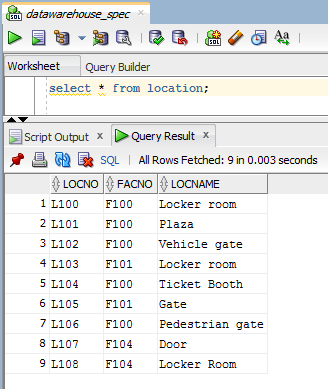 datawarehouse_spec
Worksheet Query Builder
select * from location;
Script Output Query Result
SQL All Rows Fetched: 9 in 0.003 seconds
LOCNO FACNO LOCNAME
1 L100 F100 Locker room
2 L101 F100 Plaza
3 L102 F100 Vehicle gate
4 L103 F101 Locker room
5 L104 F100 Ticket Booth
6 L105 F101 Gate
7 L106 F100 Pedestrian gate
8 L107 F104 Door
9 L108 F104 Locker Room